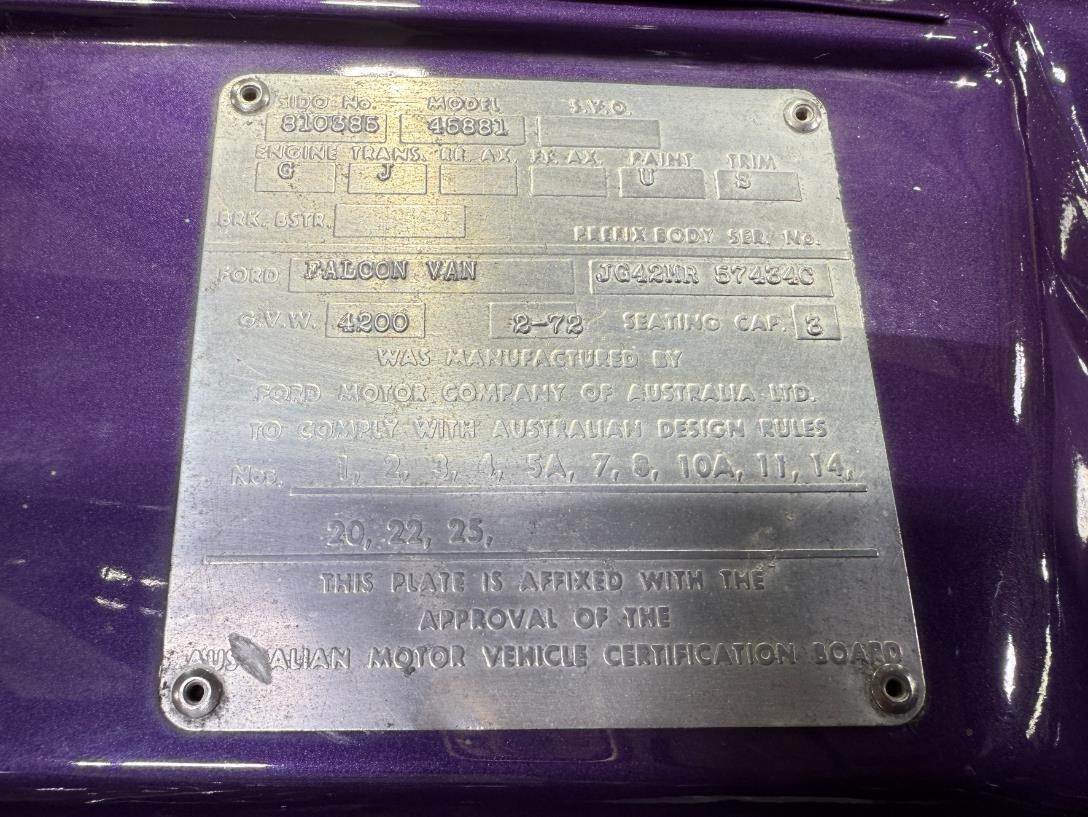 SIDO No. MODEL S.V.O.
810385 45881
ENGINE TRANS. RR. AX. FR. AX. PAINT TRIM
G J U S
BRK. BSTR. PREFIX BODY SER. No.
FORD FALCON VAN JG42MR 57434C
G.V.W. 4200 2-72 SEATING CAP. 3
WAS MANUFACTURED BY
FORD MOTOR COMPANY OF AUSTRALIA LTD.
TO COMPLY WITH AUSTRALIAN DESIGN RULES
Nos. 1, 2, 3, 4, 5A, 7, 8, 10A, 11, 14,
20, 22, 25,
THIS PLATE IS AFFIXED WITH THE
APPROVAL OF THE
AUSTRALIAN MOTOR VEHICLE CERTIFICATION BOARD